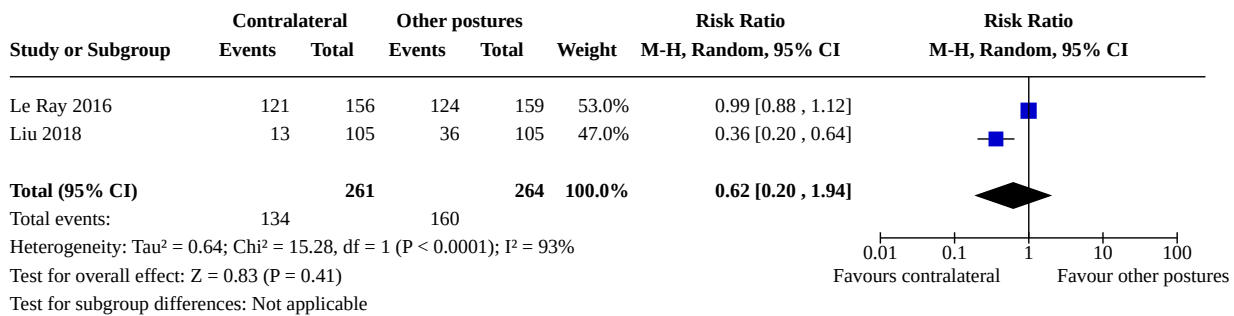 Contralateral Other postures Risk Ratio Risk Ratio
Study or Subgroup Events Total Events Total Weight M-H, Random, 95% CI M-H, Random, 95% CI
Le Ray 2016 121 156 124 159 53.0% 0.99 [0.88 , 1.12]
Liu 2018 13 105 36 105 47.0% 0.36 [0.20 , 0.64]
Total (95% CI) 261 264 100.0% 0.62 [0.20 , 1.94]
Total events: 134 160
Heterogeneity: Tau² = 0.64; Chi² = 15.28, df = 1 (P < 0.0001); I² = 93%
0.01 0.1 1 10 100
Test for overall effect: Z = 0.83 (P = 0.41) Favours contralateral Favour other postures
Test for subgroup differences: Not applicable